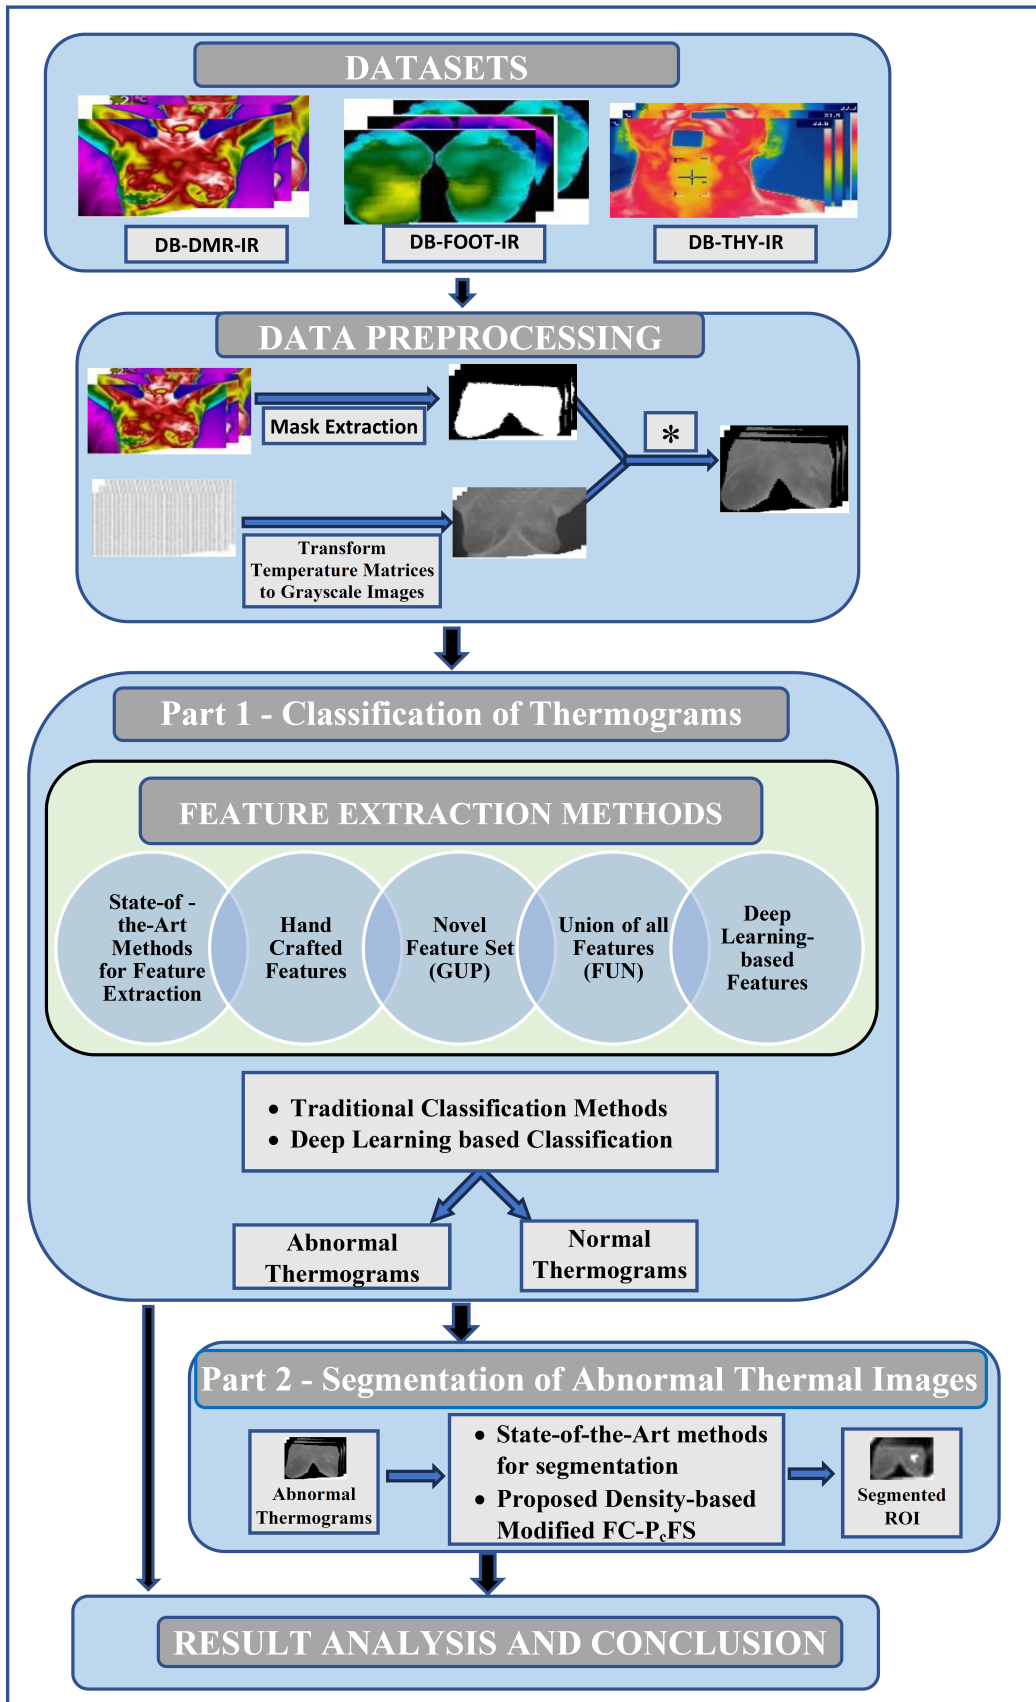 DATASETS
DB-DMR-IR
DB-FOOT-IR
DB-THY-IR
DATA PREPROCESSING
Mask Extraction
*
Transform
Temperature Matrices
to Grayscale Images
Part 1 - Classification of Thermograms
FEATURE EXTRACTION METHODS
State-of -
the-Art
Methods
for Feature
Extraction
Hand
Crafted
Features
Novel
Feature Set
(GUP)
Union of all
Features
(FUN)
Deep
Learning-
based
Features
• Traditional Classification Methods
• Deep Learning based Classification
Abnormal
Thermograms
Normal
Thermograms
Part 2 - Segmentation of Abnormal Thermal Images
Abnormal
Thermograms
• State-of-the-Art methods
for segmentation
• Proposed Density-based
Modified FC-PcFS
Segmented
ROI
RESULT ANALYSIS AND CONCLUSION